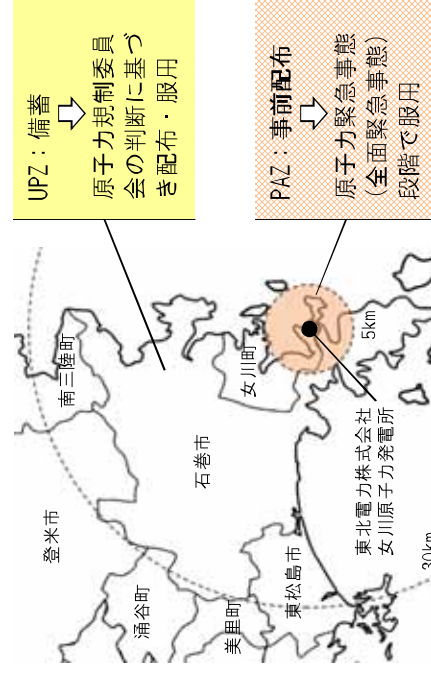 UPZ：備蓄
原子力規制委員
会の判断に基づ
き配布・服用
PAZ：事前配布
原子力緊急事態
(全面緊急事態)
段階で服用
登米市
南三陸町
涌谷町
石巻市
女川町
美里町
東松島市
5km
東北電力株式会社
女川原子力発電所
30km